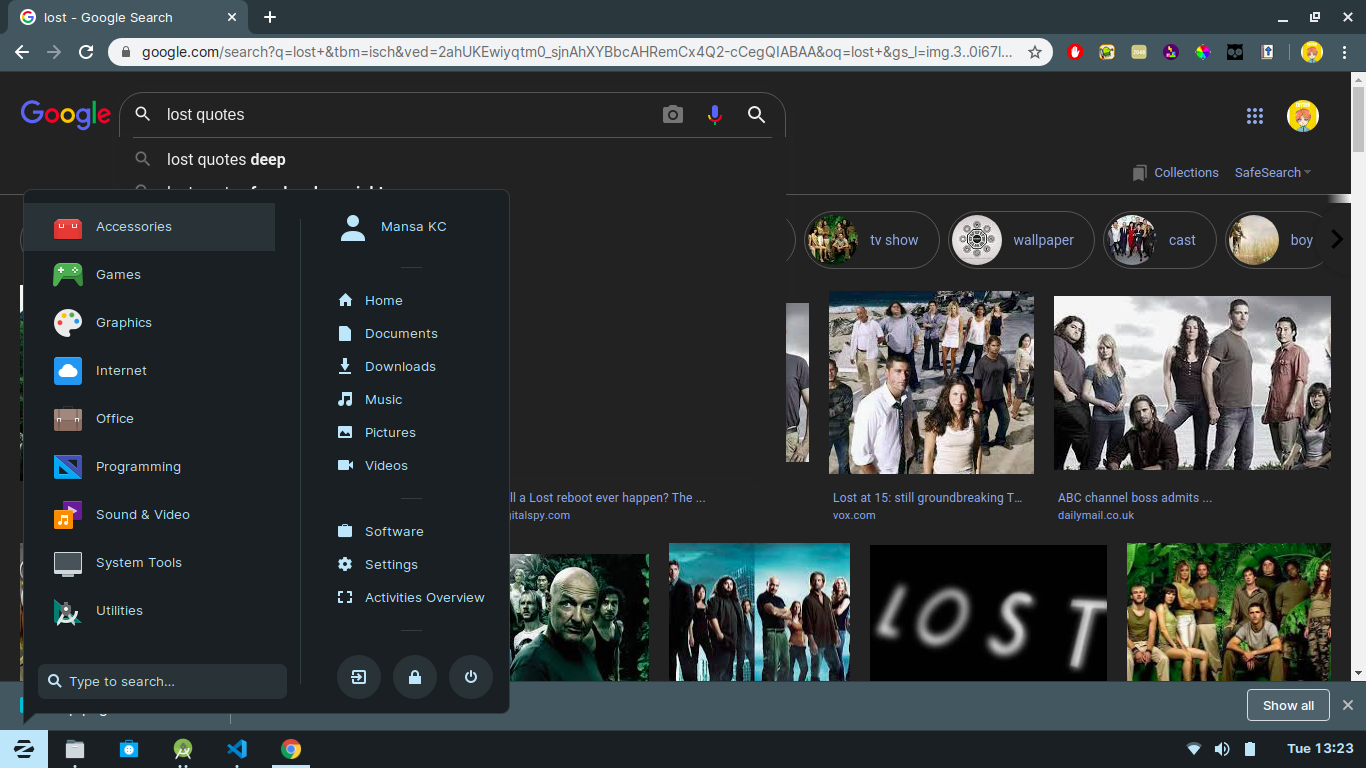 lost - Google Search
google.com/search?q=lost+&tbm=isch&ved=2ahUKEwiyqtm0_sjnAhXYBbcAHRemCx4Q2-cCegQIABAA&oq=lost+&gs_l=img.3..0i67l...
Google
lost quotes
lost quotes deep
Collections
SafeSearch
tv show
wallpaper
cast
boy
Accessories
Games
Graphics
Internet
Office
Programming
Sound & Video
System Tools
Utilities
Type to search...
Mansa KC
Home
Documents
Downloads
Music
Pictures
Videos
Software
Settings
Activities Overview
ll a Lost reboot ever happen? The ...
gitalspy.com
Lost at 15: still groundbreaking T...
vox.com
ABC channel boss admits ...
dailymail.co.uk
LOST
Show all
Tue 13:23